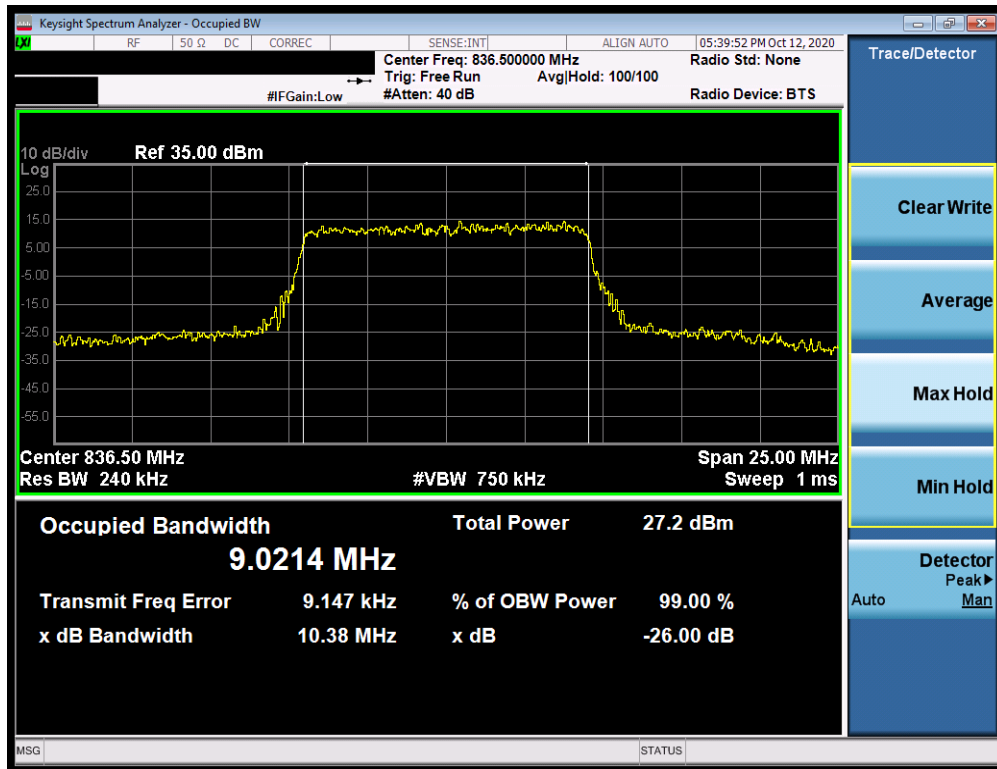 Keysight Spectrum Analyzer - Occupied BW
LXI RF 50 Ω DC CORREC SENSE:INT ALIGN AUTO 05:39:52 PM Oct 12, 2020
Center Freq: 836.500000 MHz Radio Std: None
Trig: Free Run Avg|Hold: 100/100
#IFGain:Low #Atten: 40 dB Radio Device: BTS
Trace/Detector
10 dB/div Ref 35.00 dBm
Log
25.0
15.0
5.00
-5.00
-15.0
-25.0
-35.0
-45.0
-55.0
Center 836.50 MHz Span 25.00 MHz
Res BW 240 kHz #VBW 750 kHz Sweep 1 ms
Occupied Bandwidth Total Power 27.2 dBm
9.0214 MHz
Transmit Freq Error 9.147 kHz % of OBW Power 99.00 %
x dB Bandwidth 10.38 MHz x dB -26.00 dB
Clear Write
Average
Max Hold
Min Hold
Detector
Peak▶
Auto Man
MSG STATUS